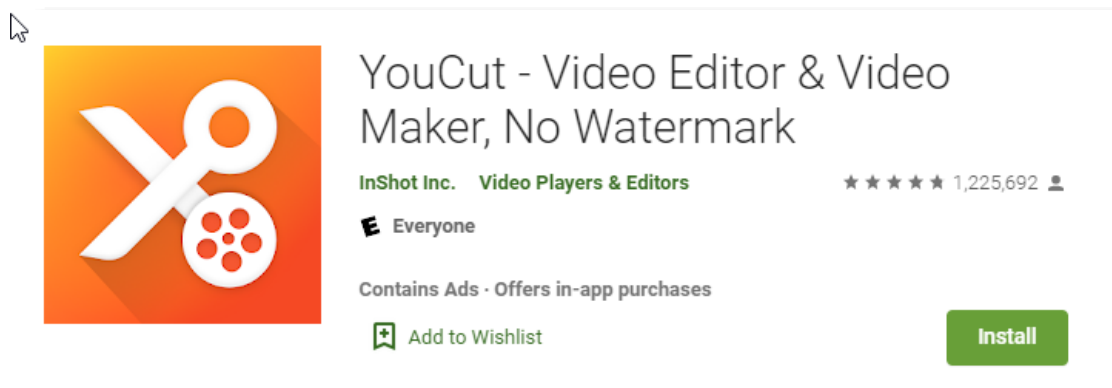 YouCut - Video Editor & Video
Maker, No Watermark
InShot Inc. Video Players & Editors 1,225,692
E Everyone
Contains Ads · Offers in-app purchases
Add to Wishlist
Install